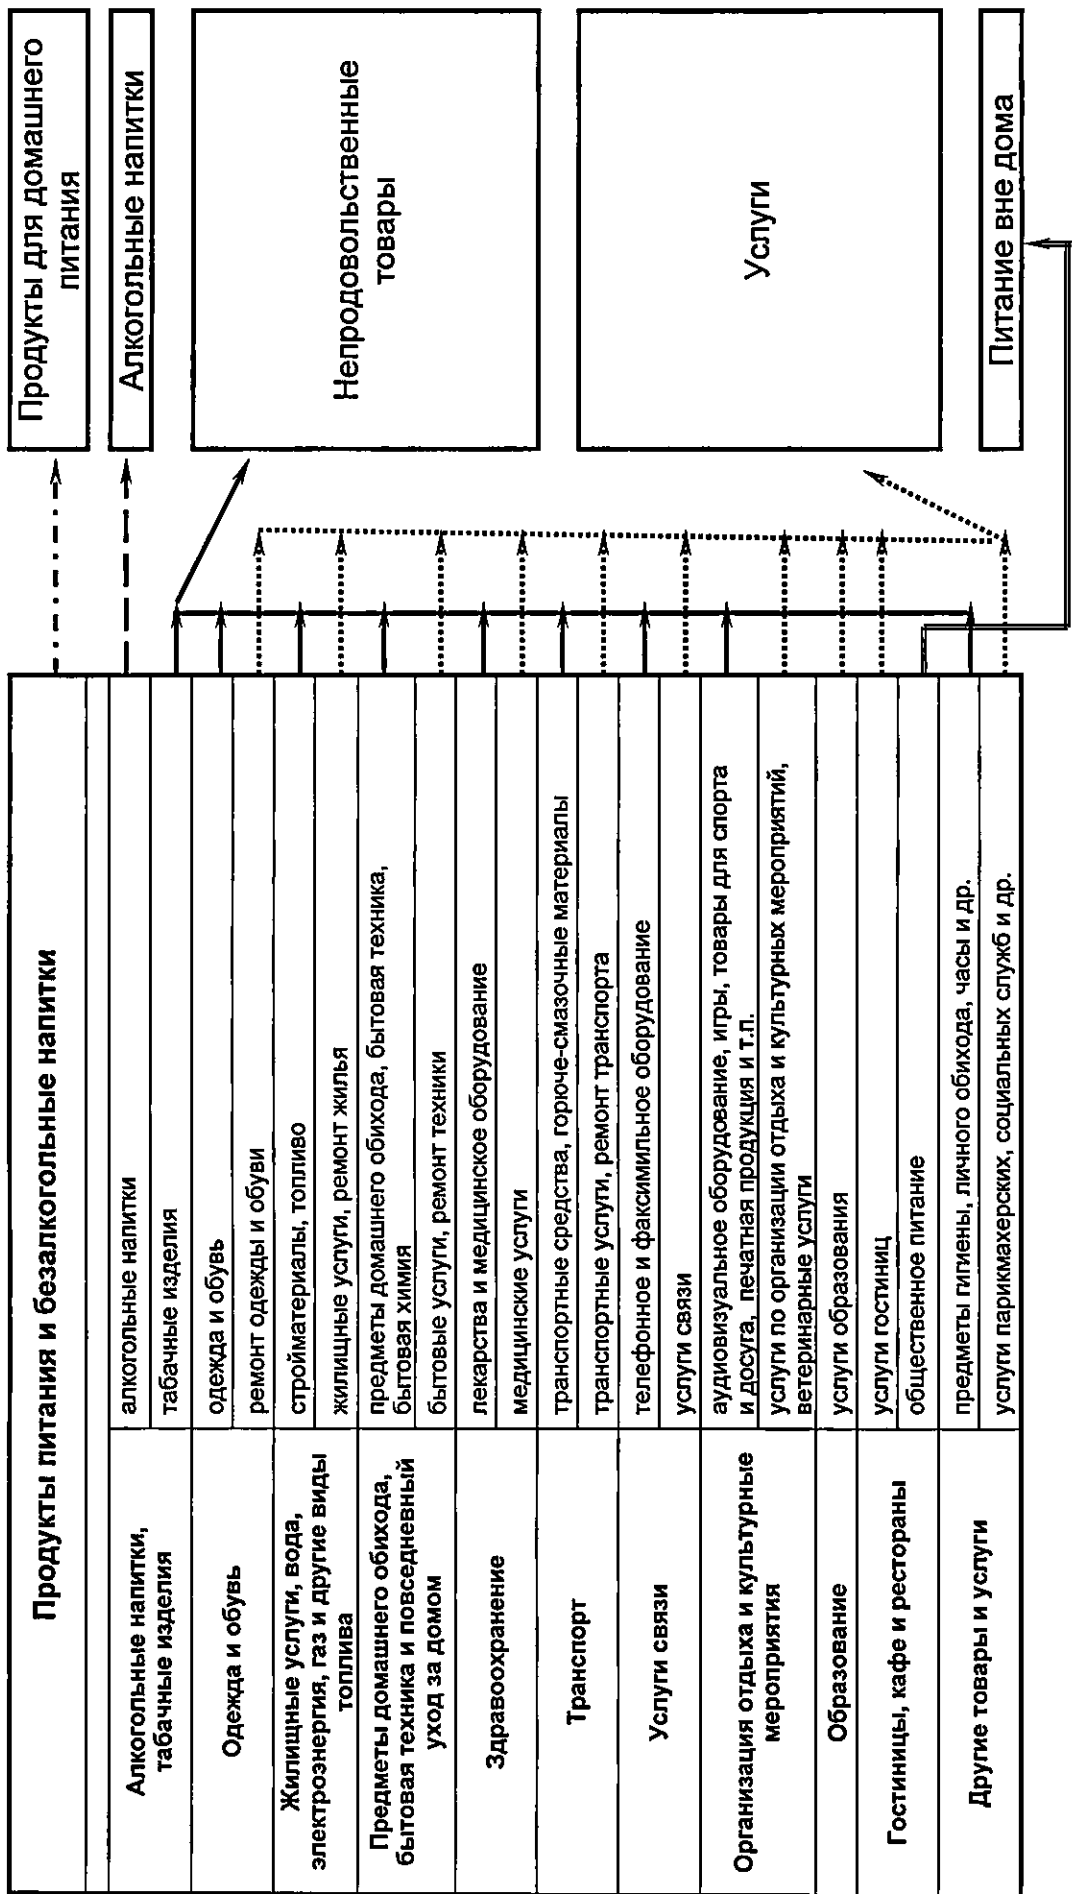 Продукты питания и безалкогольные напитки
Алкогольные напитки,
табачные изделия
алкогольные напитки
табачные изделия
Одежда и обувь
одежда и обувь
ремонт одежды и обуви
Жилищные услуги, вода,
электроэнергия, газ и другие виды
топлива
стройматериалы, топливо
жилищные услуги, ремонт жилья
Предметы домашнего обихода,
бытовая техника и повседневный
уход за домом
предметы домашнего обихода, бытовая техника,
бытовая химия
бытовые услуги, ремонт техники
Здравоохранение
лекарства и медицинское оборудование
медицинские услуги
Транспорт
транспортные средства, горюче-смазочные материалы
транспортные услуги, ремонт транспорта
Услуги связи
телефонное и факсимильное оборудование
услуги связи
Организация отдыха и культурные
мероприятия
аудиовизуальное оборудование, игры, товары для спорта
и досуга, печатная продукция и т.п.
услуги по организации отдыха и культурных мероприятий,
ветеринарные услуги
Образование
услуги образования
Гостиницы, кафе и рестораны
услуги гостиниц
общественное питание
Другие товары и услуги
предметы гигиены, личного обихода, часы и др.
услуги парикмахерских, социальных служб и др.
Продукты для домашнего
питания
Алкогольные напитки
Непродовольственные
товары
Услуги
Питание вне дома